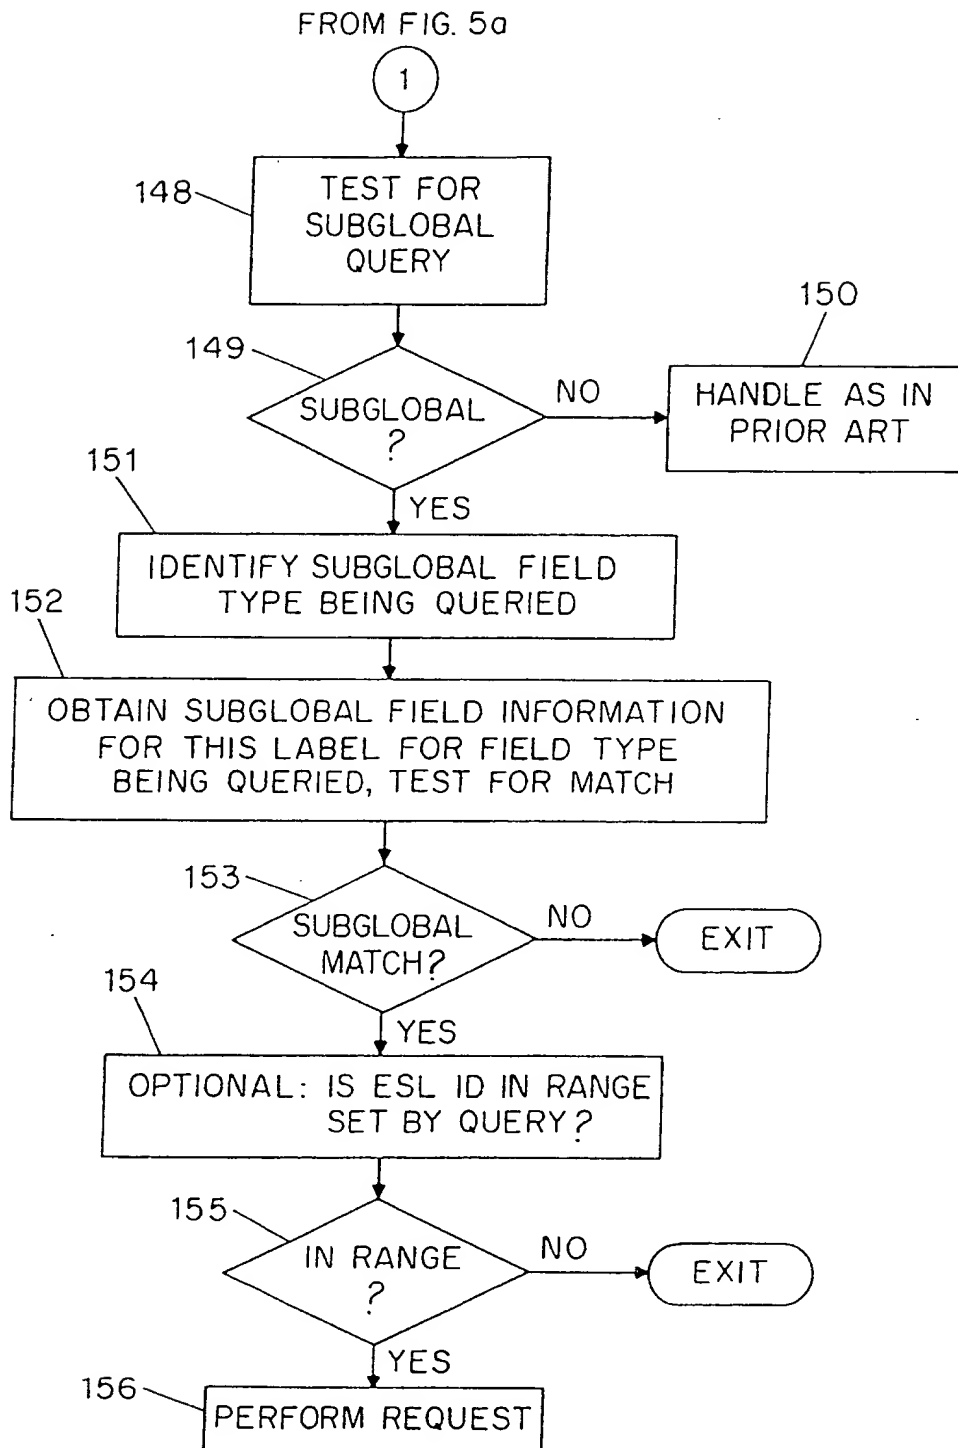 FROM FIG. 5a
1
148
TEST FOR
SUBGLOBAL
QUERY
149
SUBGLOBAL
?
NO
150
HANDLE AS IN
PRIOR ART
YES
151
IDENTIFY SUBGLOBAL FIELD
TYPE BEING QUERIED
152
OBTAIN SUBGLOBAL FIELD INFORMATION
FOR THIS LABEL FOR FIELD TYPE
BEING QUERIED, TEST FOR MATCH
153
SUBGLOBAL
MATCH?
NO
EXIT
YES
154
OPTIONAL: IS ESL ID IN RANGE
SET BY QUERY?
155
IN RANGE
?
NO
EXIT
YES
156
PERFORM REQUEST